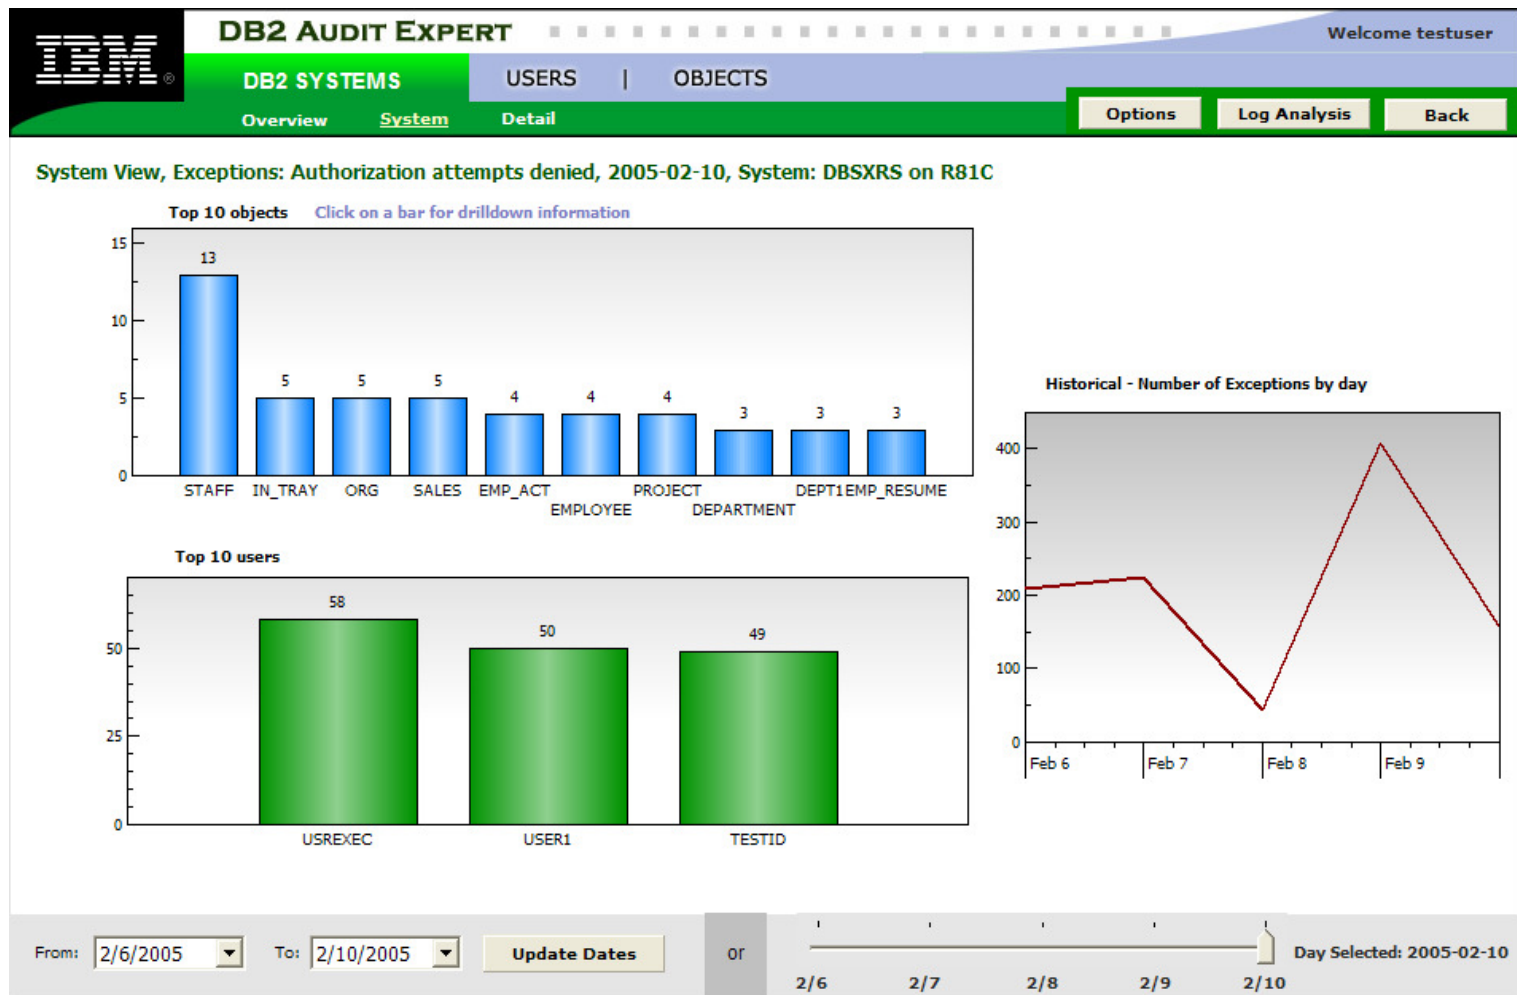 IBM®
DB2 AUDIT EXPERT
Welcome testuser
DB2 SYSTEMS
USERS | OBJECTS
Overview System Detail
Options Log Analysis Back
System View, Exceptions: Authorization attempts denied, 2005-02-10, System: DBSXRS on R81C
Top 10 objects Click on a bar for drilldown information
15
10
5
0
13
5
5
5
4
4
4
3
3
3
STAFF IN_TRAY ORG SALES EMP_ACT PROJECT DEPT1 EMP_RESUME
EMPLOYEE DEPARTMENT
Top 10 users
50
25
0
58
50
49
USREXEC USER1 TESTID
Historical - Number of Exceptions by day
400
300
200
100
0
Feb 6 Feb 7 Feb 8 Feb 9
From: 2/6/2005 To: 2/10/2005 Update Dates or
2/6 2/7 2/8 2/9 2/10
Day Selected: 2005-02-10